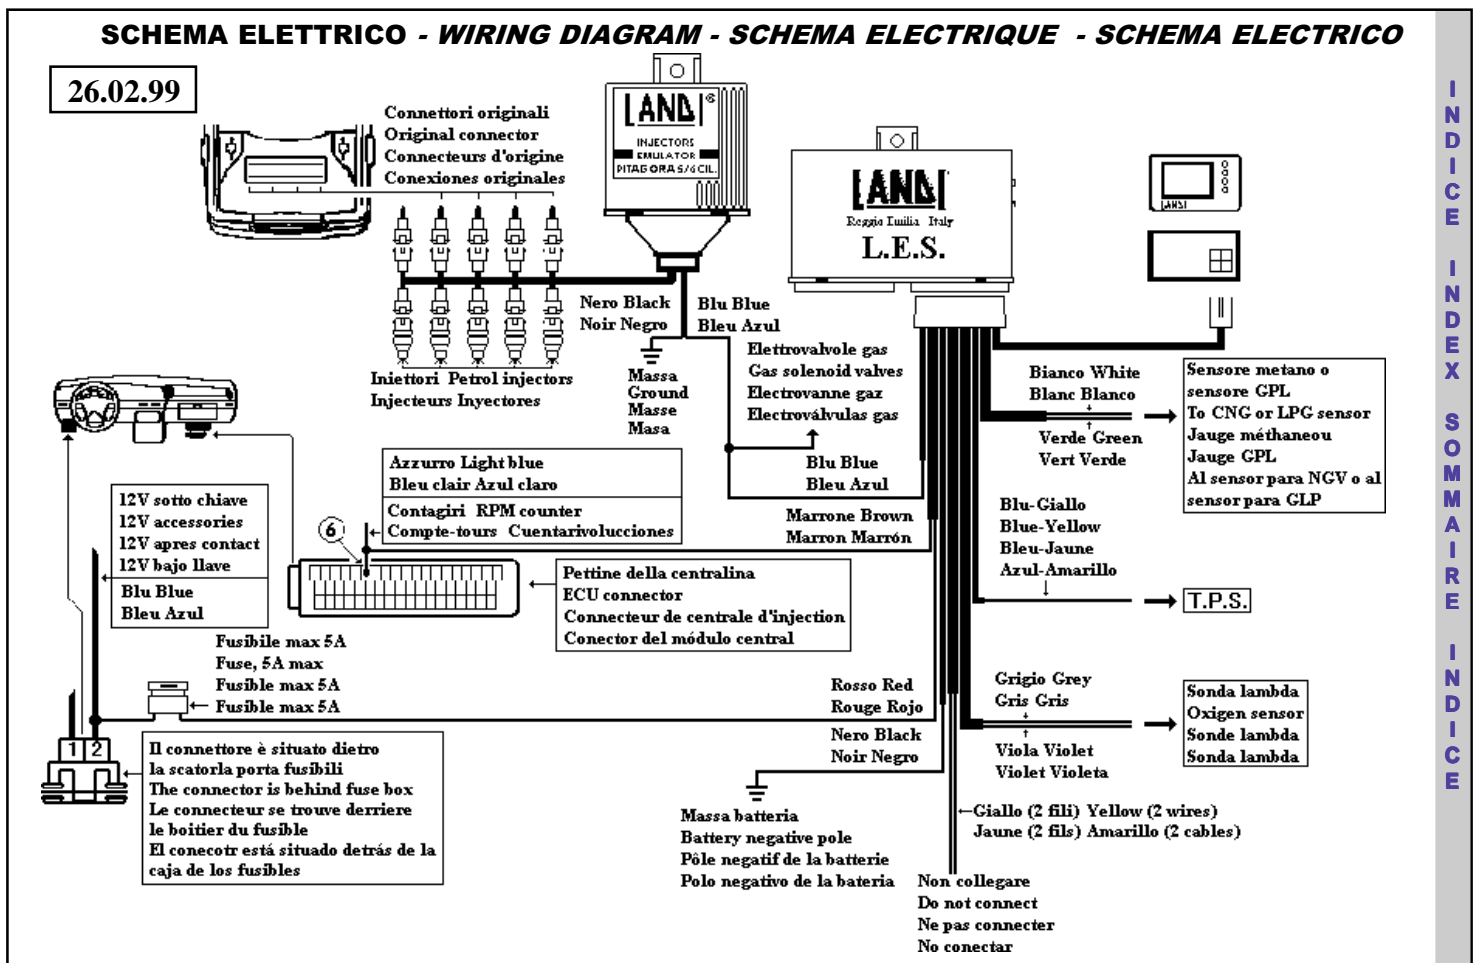 SCHEMA ELETTRICO - WIRING DIAGRAM - SCHEMA ELECTRIQUE - SCHEMA ELECTRICO
26.02.99
Connettori originali
Original connector
Connecteurs d'origine
Conexiones originales
LANDI®
INJECTORS
EMULATOR
PITAGORA 5/6 CIL.
LANDI
Reggio Emilia Italy
L.E.S.
LANDI
Nero Black
Noir Negro
Blu Blue
Bleu Azul
Iniettori Petrol injectors
Injecteurs Inyectores
Massa
Ground
Masse
Masa
Elettrovalvole gas
Gas solenoid valves
Electrovanne gaz
Electroválvulas gas
Bianco White
Blanc Blanco
Verde Green
Vert Verde
Sensore metano o
sensore GPL
To CNG or LPG sensor
Jauge méthaneou
Jauge GPL
Al sensor para NGV o al
sensor para GLP
Azzurro Light blue
Bleu clair Azul claro
Contagiri RPM counter
Compte-tours Cuentarivolucciones
Blu Blue
Bleu Azul
Marrone Brown
Marron Marrón
Blu-Giallo
Blue-Yellow
Bleu-Jaune
Azul-Amarillo
T.P.S.
12V sotto chiave
12V accessories
12V apres contact
12V bajo llave
Blu Blue
Bleu Azul
6
Pettine della centralina
ECU connector
Connecteur de centrale d'injection
Conector del módulo central
Fusibile max 5A
Fuse, 5A max
Fusible max 5A
Fusible max 5A
Rosso Red
Rouge Rojo
Nero Black
Noir Negro
Grigio Grey
Gris Gris
Viola Violet
Violet Violeta
Sonda lambda
Oxigen sensor
Sonde lambda
Sonda lambda
1 2
Il connettore è situato dietro
la scatorla porta fusibili
The connector is behind fuse box
Le connecteur se trouve derriere
le boitier du fusible
El conecotr está situado detrás de la
caja de los fusibles
Massa batteria
Battery negative pole
Pôle negatif de la batterie
Polo negativo de la bateria
Giallo (2 fili) Yellow (2 wires)
Jaune (2 fils) Amarillo (2 cables)
Non collegare
Do not connect
Ne pas connecter
No conectar
INDICE INDEX SOMMAIRE INDICE